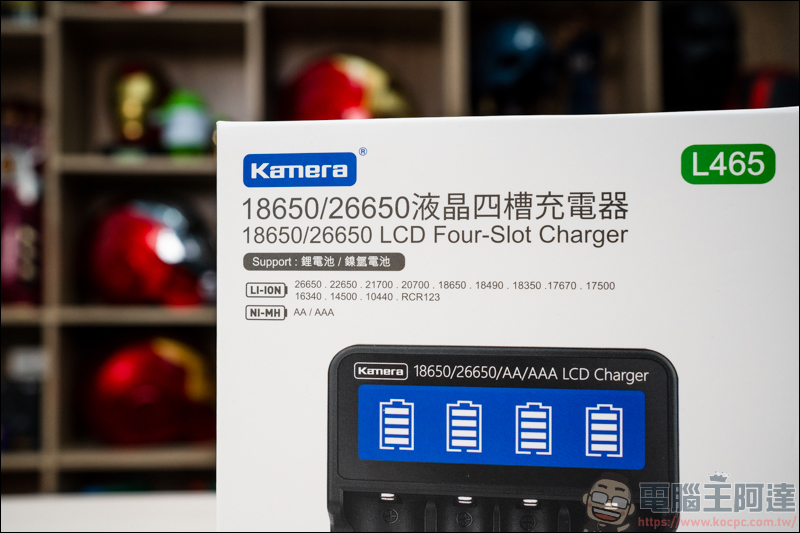 Kamera ®
L465
18650/26650液晶四槽充電器
18650/26650 LCD Four-Slot Charger
Support : 鋰電池 / 鎳氫電池
LI-ION 26650 . 22650 . 21700 . 20700 . 18650 . 18490 . 18350 .17670 . 17500
16340 . 14500 . 10440 . RCR123
NI-MH AA / AAA
Kamera 18650/26650/AA/AAA LCD Charger
電腦王阿達
https://www.kocpc.com.tw/